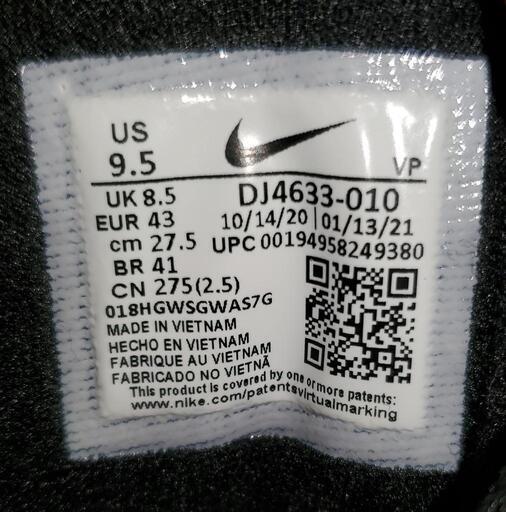 US
9.5
VP
UK 8.5
DJ4633-010
EUR 43
10/14/20 | 01/13/21
cm 27.5
UPC 00194958249380
BR 41
CN 275(2.5)
018HGWSGWAS7G
MADE IN VIETNAM
HECHO EN VIETNAM
FABRIQUE AU VIETNAM
FABRICADO NO VIETNÃ
This product is covered by one or more patents:
www.nike.com/patentsvirtualmarking